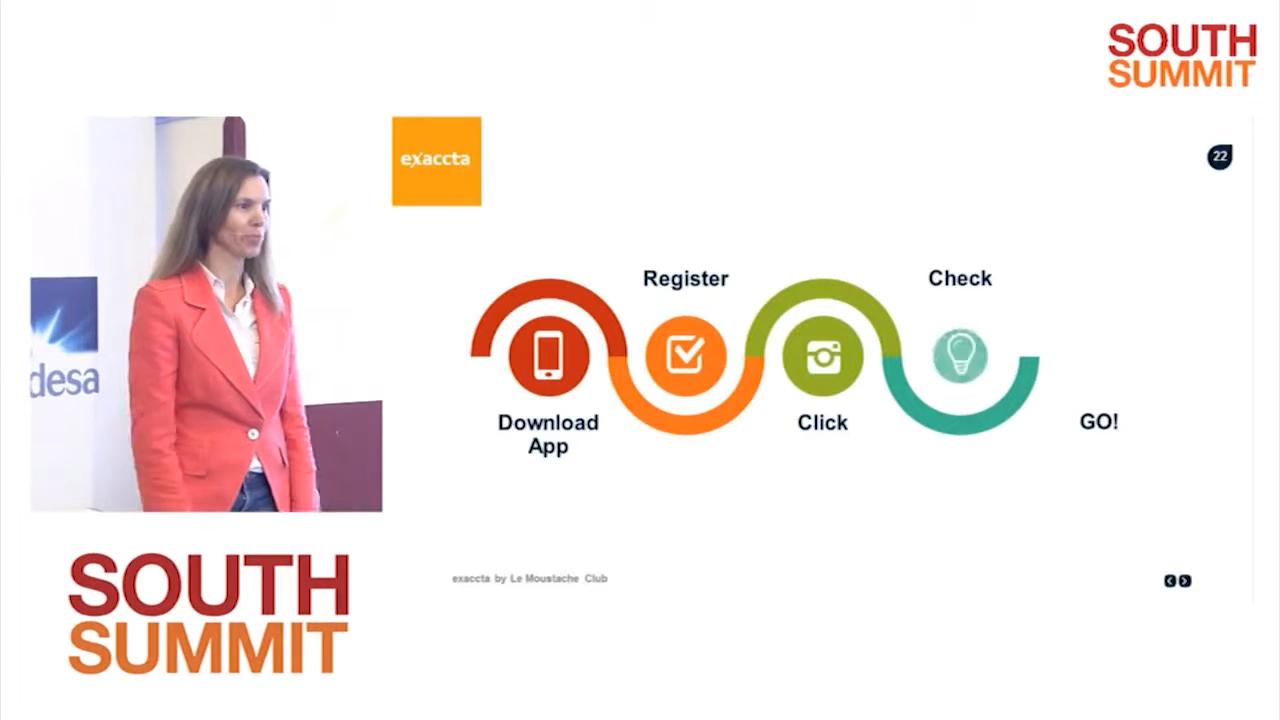 SOUTH
SUMMIT
exaccta
22
Register
Check
desa
Download
App
Click
GO!
exaccta by Le Moustache Club
SOUTH
SUMMIT